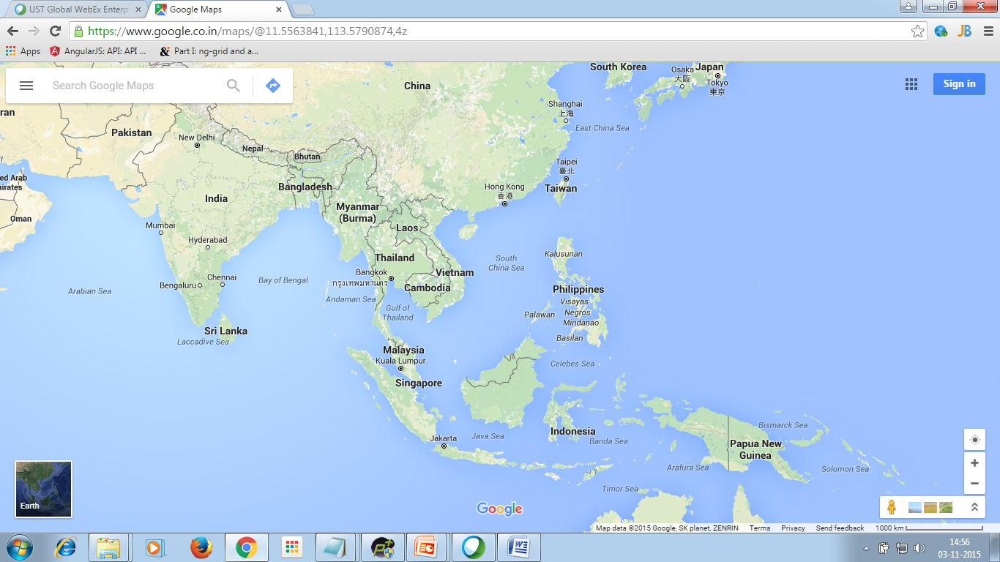 UST Global WebEx Enterp
Google Maps
https://www.google.co.in/maps/@11.5563841,113.5790874,4z
JB
Apps
AngularJS: API: API ...
Part I: ng-grid and a...
Search Google Maps
Sign in
South Korea
Osaka
大阪
Japan
Tokyo
東京
China
Shanghai
上海
East China Sea
ran
Pakistan
New Delhi
Nepal
Bhutan
Taipei
臺北
Taiwan
ed Arab
mirates
Bangladesh
Hong Kong
香港
India
Myanmar
(Burma)
Oman
Mumbai
Laos
Hyderabad
Kalusunan
Thailand
South
China Sea
Bangkok
กรุงเทพมหานคร
Vietnam
Bengaluru
Chennai
Bay of Bengal
Cambodia
Philippines
Arabian Sea
Andaman Sea
Visayas
Gulf of
Thailand
Palawan
Negros
Mindanao
Sri Lanka
Laccadive Sea
Basilan
Malaysia
Kuala Lumpur
Celebes Sea
Singapore
Bismarck Sea
Indonesia
Jakarta
Java Sea
Banda Sea
Papua New
Guinea
Arafura Sea
Solomon Sea
Timor Sea
Earth
Google
Map data ©2015 Google, SK planet, ZENRIN
Terms
Privacy
Send feedback
1000 km
14:56
03-11-2015